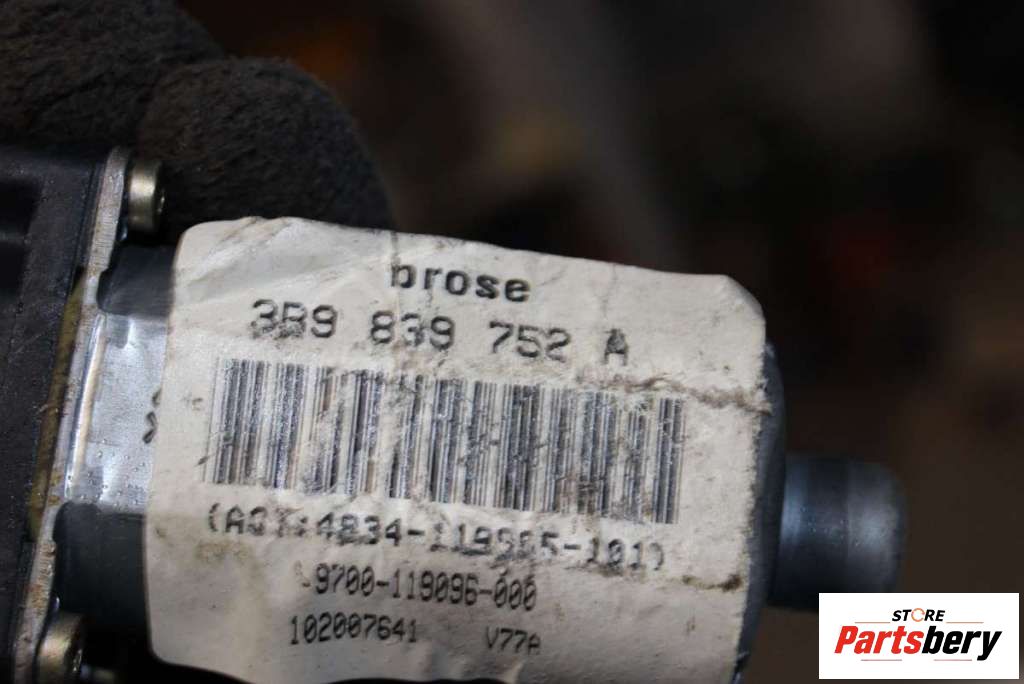 brose
3B9 839 752 A
9700-119096-000
102007641 V77A
STORE
Partsbery